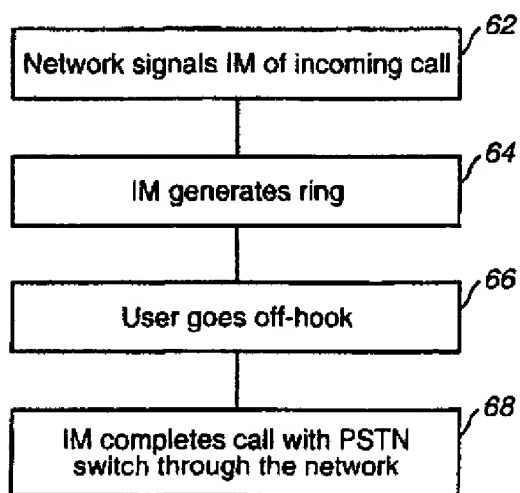 62
Network signals IM of incoming call
64
IM generates ring
66
User goes off-hook
68
IM completes call with PSTN
switch through the network